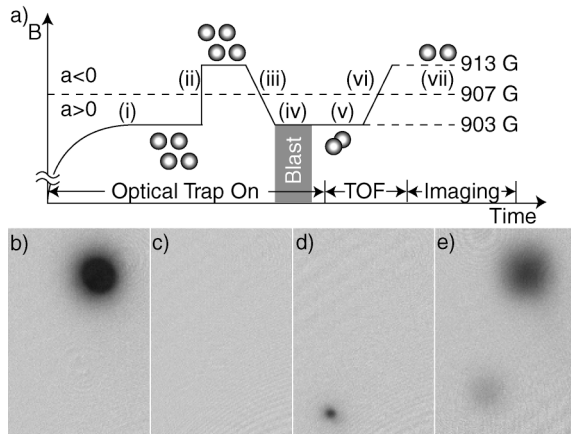 a)
B
a<0
a>0
(i)
(ii)
(iii)
(iv)
(v)
(vi)
(vii)
913 G
907 G
903 G
Blast
Optical Trap On
TOF
Imaging
Time
b)
c)
d)
e)